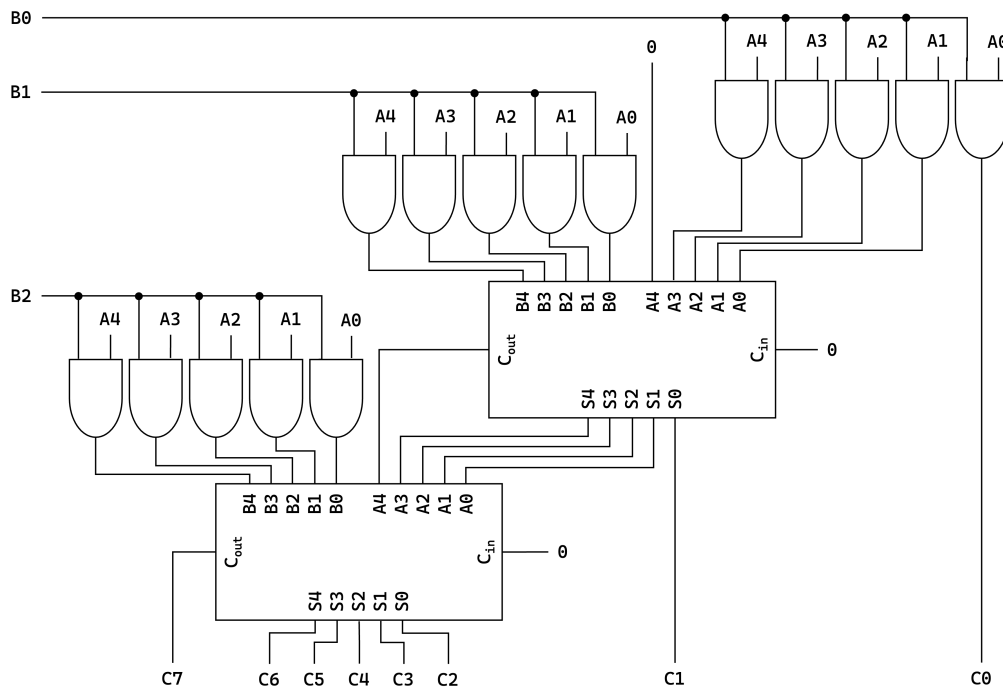 B0
A4 A3 A2 A1 A0
0
B1
A4 A3 A2 A1 A0
B2
B4 B3 B2 B1 B0 A4 A3 A2 A1 A0
A4 A3 A2 A1 A0
Cout Cin 0
S4 S3 S2 S1 S0
B4 B3 B2 B1 B0 A4 A3 A2 A1 A0
Cout Cin 0
S4 S3 S2 S1 S0
C7 C6 C5 C4 C3 C2 C1 C0